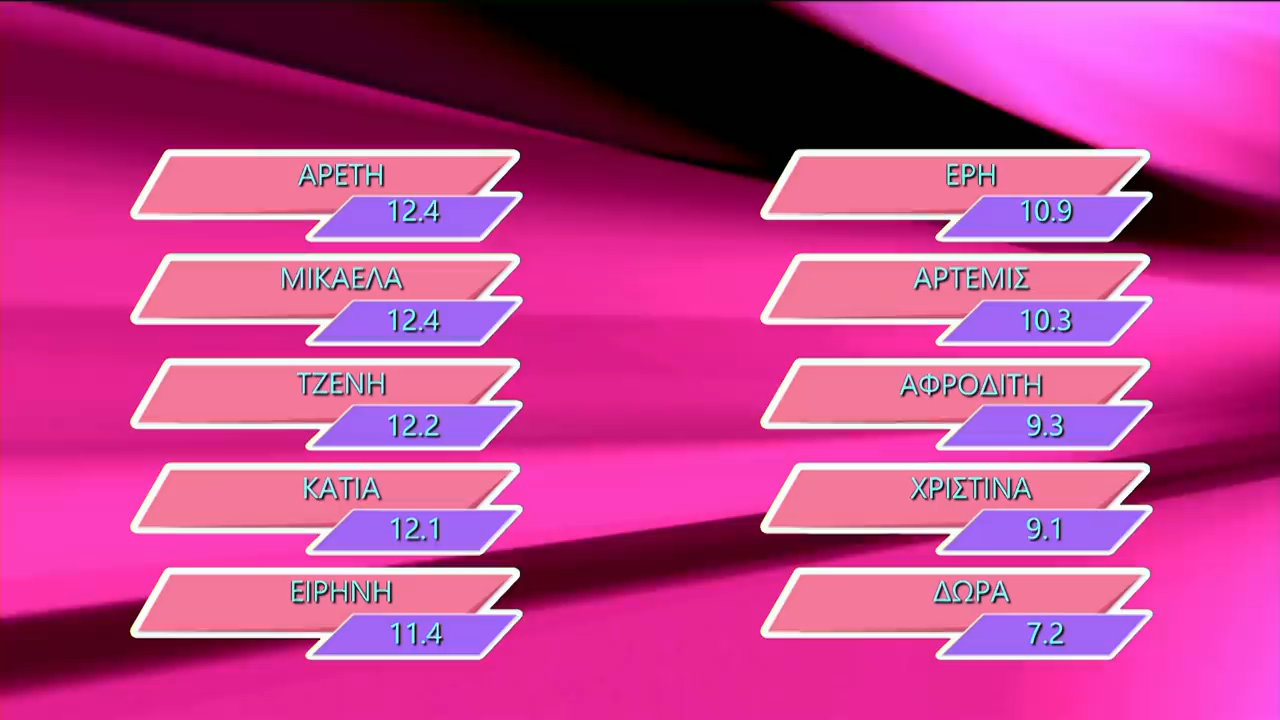 ΑΡΕΤΗ
12.4
ΜΙΚΑΕΛΑ
12.4
ΤΖΕΝΗ
12.2
ΚΑΤΙΑ
12.1
ΕΙΡΗΝΗ
11.4
ΕΡΗ
10.9
ΑΡΤΕΜΙΣ
10.3
ΑΦΡΟΔΙΤΗ
9.3
ΧΡΙΣΤΙΝΑ
9.1
ΔΩΡΑ
7.2